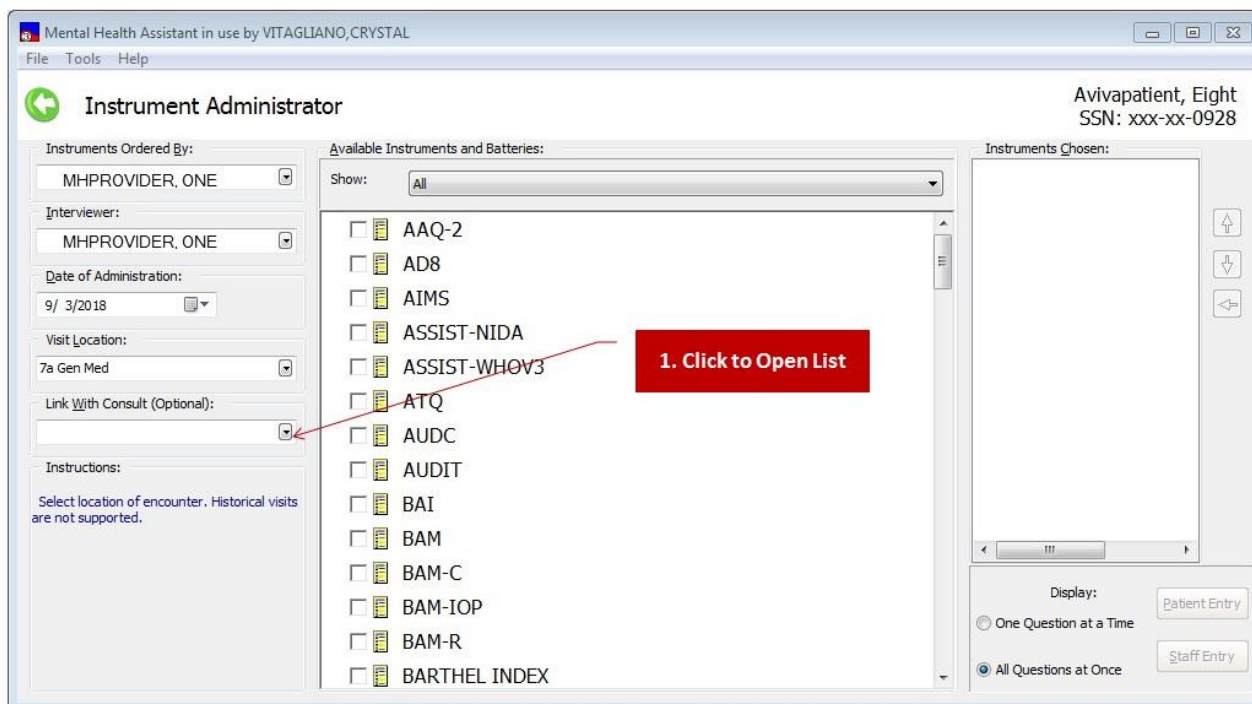 Mental Health Assistant in use by VITAGLIANO,CRYSTAL
File Tools Help
Instrument Administrator
Avivapatient, Eight
SSN: xxx-xx-0928
Instruments Ordered By:
MHPROVIDER, ONE
Interviewer:
MHPROVIDER, ONE
Date of Administration:
9/ 3/2018
Visit Location:
7a Gen Med
Link With Consult (Optional):
Instructions:
Select location of encounter. Historical visits
are not supported.
Available Instruments and Batteries:
Show:
All
AAQ-2
AD8
AIMS
ASSIST-NIDA
ASSIST-WHOV3
ATQ
AUDC
AUDIT
BAI
BAM
BAM-C
BAM-IOP
BAM-R
BARTHEL INDEX
1. Click to Open List
Instruments Chosen:
Display:
One Question at a Time
All Questions at Once
Patient Entry
Staff Entry